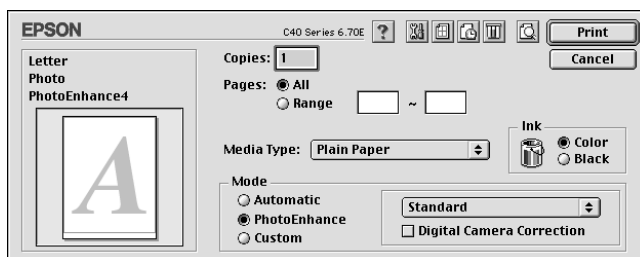 EPSON
C40 Series 6.70E
?
Print
Cancel
Letter
Photo
PhotoEnhance4
A
Copies: 1
Pages: All
Range ~
Media Type: Plain Paper
Ink
Color
Black
Mode
Automatic
PhotoEnhance
Custom
Standard
Digital Camera Correction